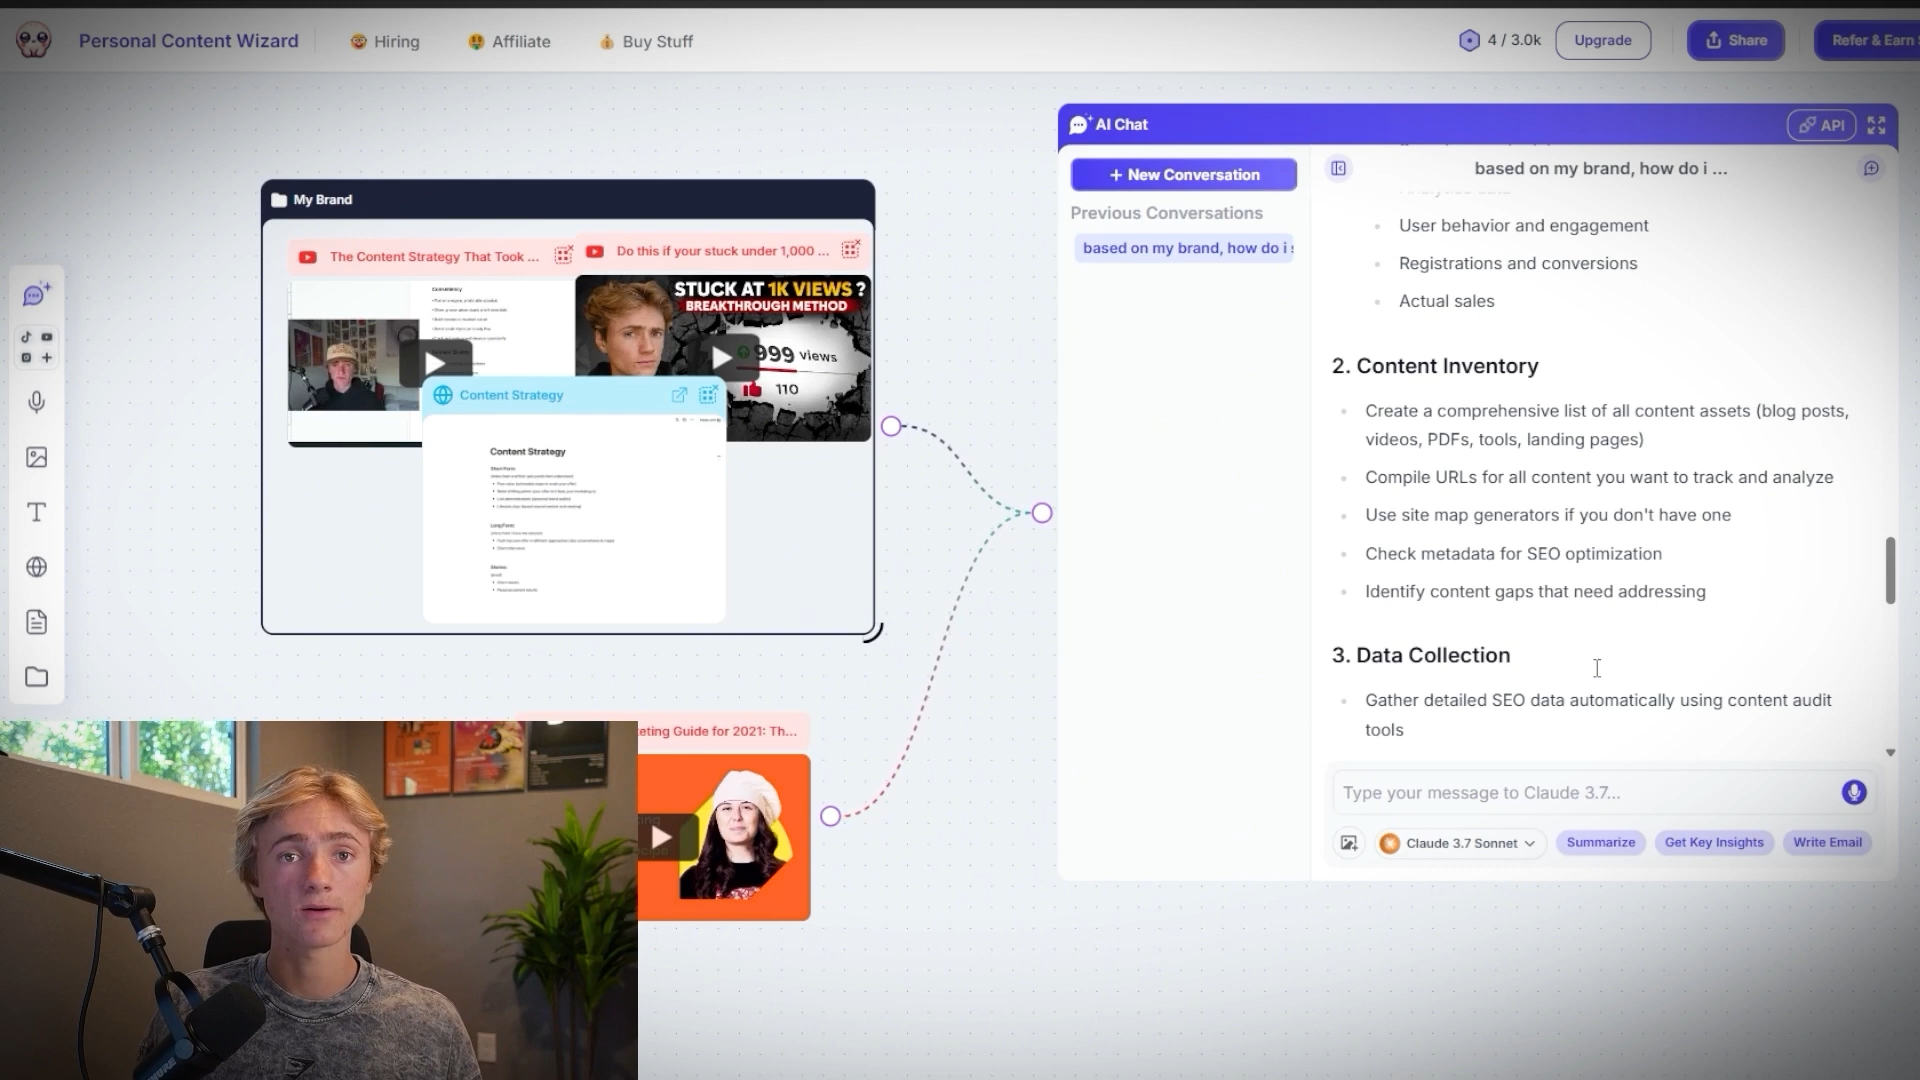 Personal Content Wizard
Hiring
Affiliate
Buy Stuff
4 / 3.0k
Upgrade
Share
Refer & Earn
My Brand
The Content Strategy That Took ...
Do this if your stuck under 1,000 ...
Consistency
STUCK AT 1K VIEWS ?
BREAKTHROUGH METHOD
999 views
110
Content Strategy
Content Strategy
Short Form:
Long Form:
Stories:
eting Guide for 2021: Th...
AI Chat
API
+ New Conversation
Previous Conversations
based on my brand, how do i s
based on my brand, how do i ...
User behavior and engagement
Registrations and conversions
Actual sales
2. Content Inventory
Create a comprehensive list of all content assets (blog posts,
videos, PDFs, tools, landing pages)
Compile URLs for all content you want to track and analyze
Use site map generators if you don't have one
Check metadata for SEO optimization
Identify content gaps that need addressing
3. Data Collection
Gather detailed SEO data automatically using content audit
tools
Type your message to Claude 3.7...
Claude 3.7 Sonnet
Summarize
Get Key Insights
Write Email